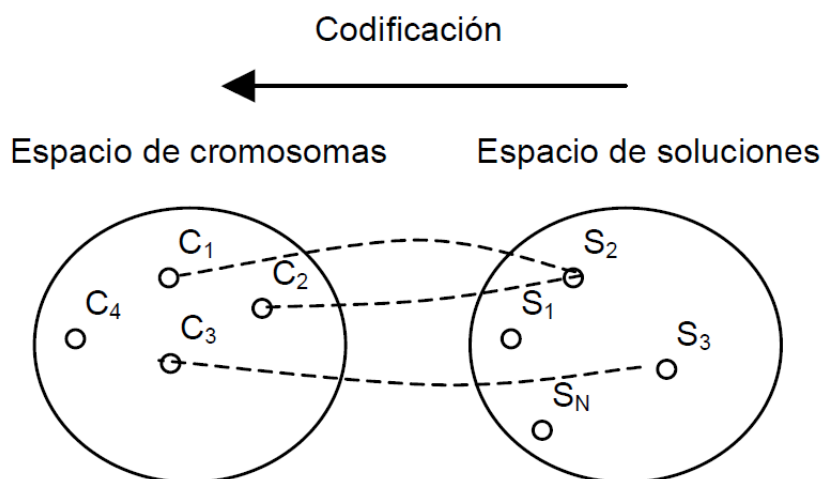 Codificación
Espacio de cromosomas Espacio de soluciones
C1 S2
C2
C4 C3 S1 S3
SN